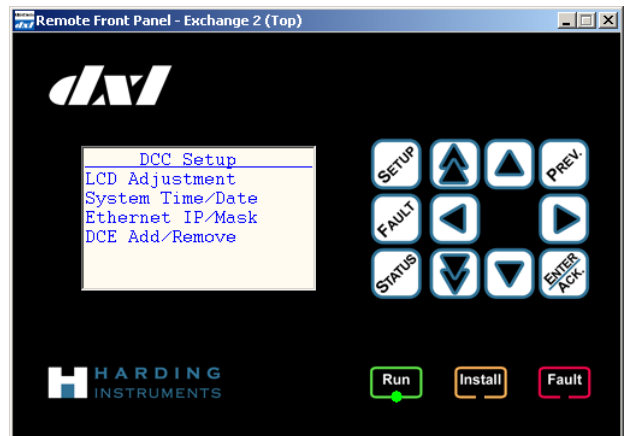 Remote Front Panel - Exchange 2 (Top)
dxl
DCC Setup
LCD Adjustment
System Time/Date
Ethernet IP/Mask
DCE Add/Remove
SETUP
PREV.
FAULT
STATUS
ENTER
ACK.
HARDING
INSTRUMENTS
Run
Install
Fault